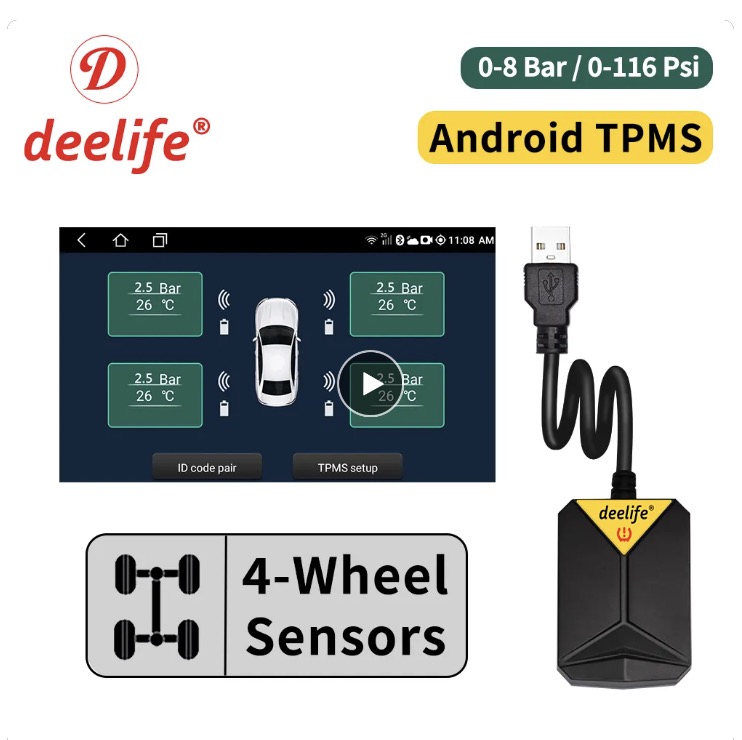 D
deelife®
0-8 Bar / 0-116 Psi
Android TPMS
2G
11:08 AM
2.5 Bar
26 ℃
2.5 Bar
26 ℃
2.5 Bar
26 ℃
2.5 Bar
26 ℃
ID code pair
TPMS setup
deelife®
4-Wheel
Sensors